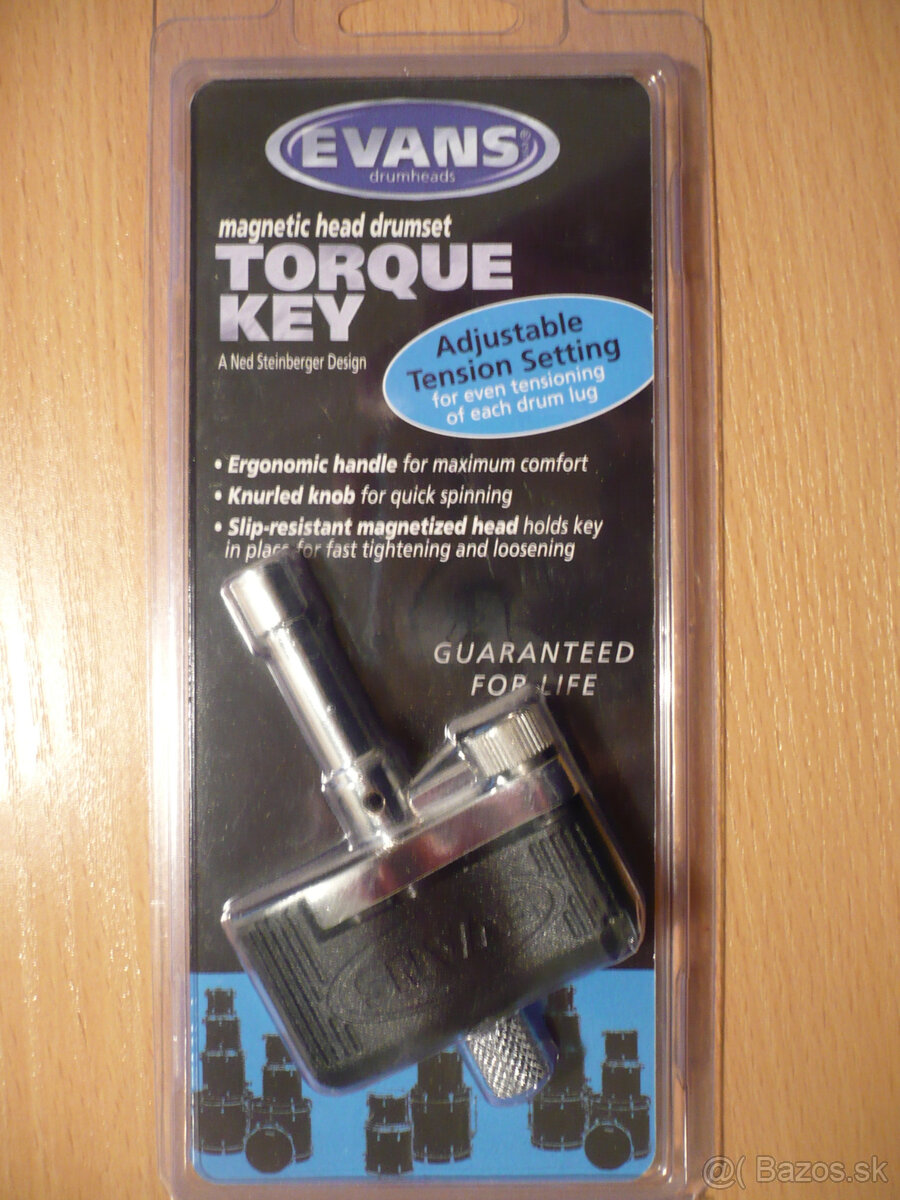 EVANS®
drumheads
magnetic head drumset
TORQUE
KEY
A Ned Steinberger Design
Adjustable
Tension Setting
for even tensioning
of each drum lug
• Ergonomic handle for maximum comfort
• Knurled knob for quick spinning
• Slip-resistant magnetized head holds key
in place for fast tightening and loosening
GUARANTEED
FOR LIFE
EVANS
@( Bazos.sk